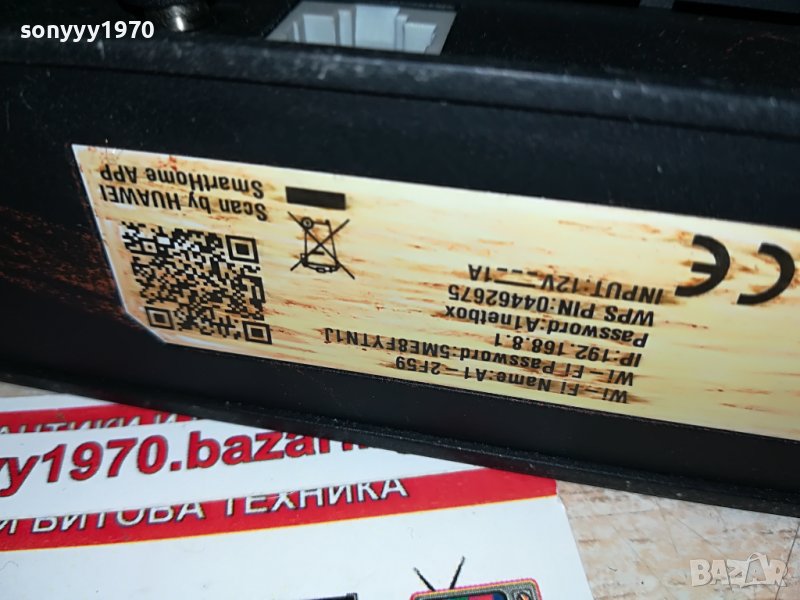 sonyyy1970
Wi-Fi Name:A1-2F59
Wi-Fi Password:5ME8FYTN1J
IP:192.168.8.1
Password:A1netbox
WPS PIN:04462675
INPUT:12V 1A
CE
Scan by HUAWEI
SmartHome APP
yy1970.bazar
И БИТОВА ТЕХНИКА
BAZAR